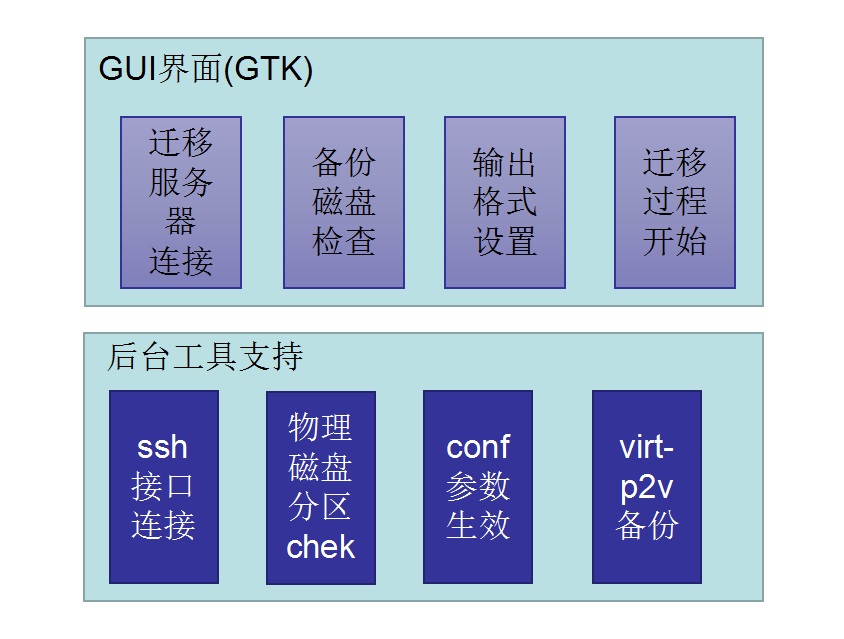 GUI界面(GTK)
迁移
服务
器
连接
备份
磁盘
检查
输出
格式
设置
迁移
过程
开始
后台工具支持
ssh
接口
连接
物理
磁盘
分区
chek
conf
参数
生效
virt-
p2v
备份